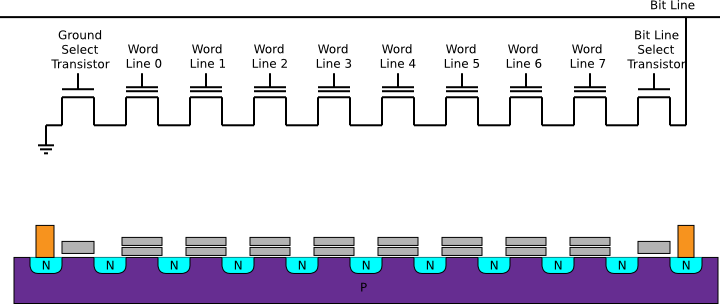 Bit Line
Ground
Select
Transistor
Word
Line 0
Word
Line 1
Word
Line 2
Word
Line 3
Word
Line 4
Word
Line 5
Word
Line 6
Word
Line 7
Bit Line
Select
Transistor
N
N
N
N
N
N
N
N
N
N
N
P